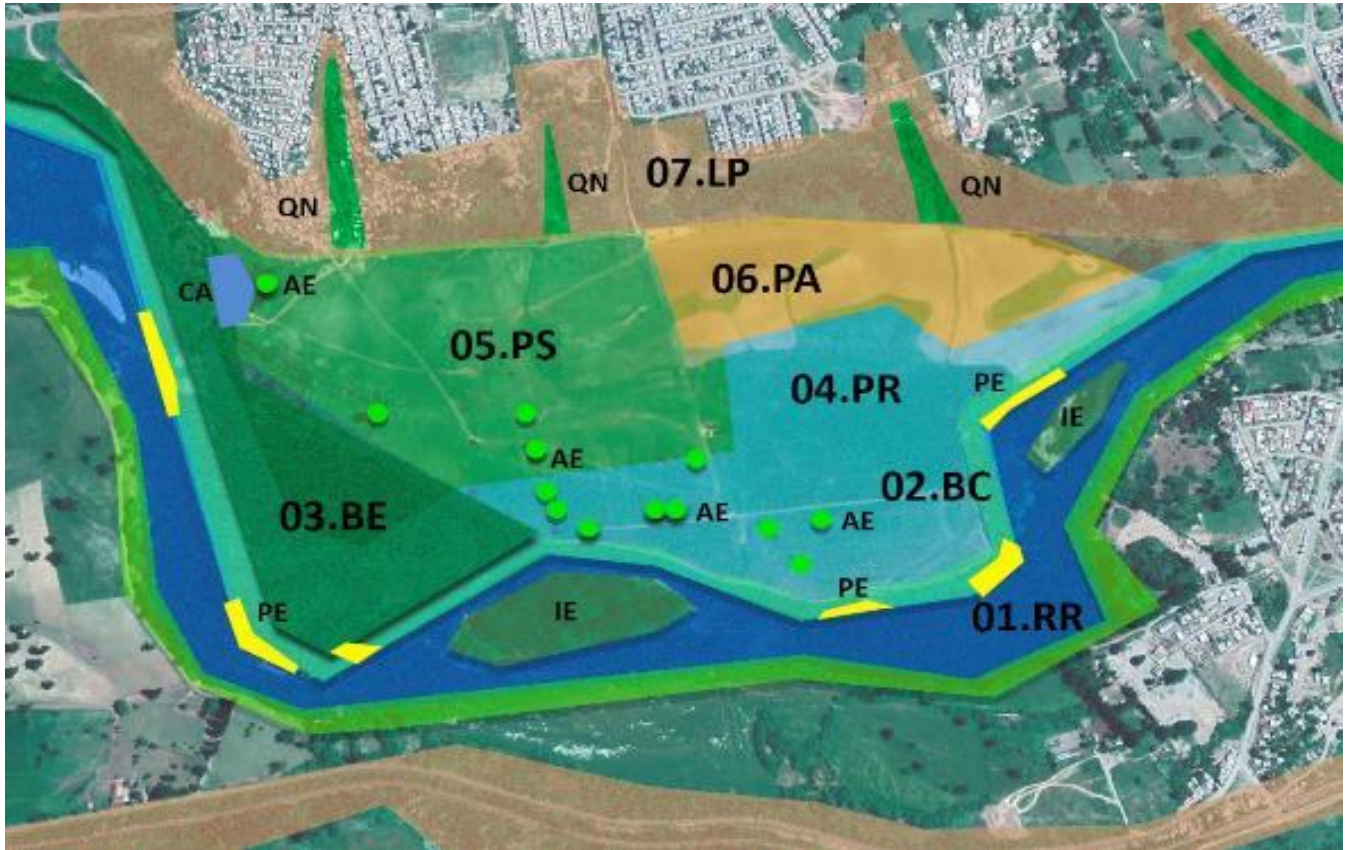 07.LP
QN
QN
QN
06.PA
CA
AE
05.PS
04.PR
PE
IE
AE
02.BC
03.BE
AE
AE
PE
PE
IE
01.RR